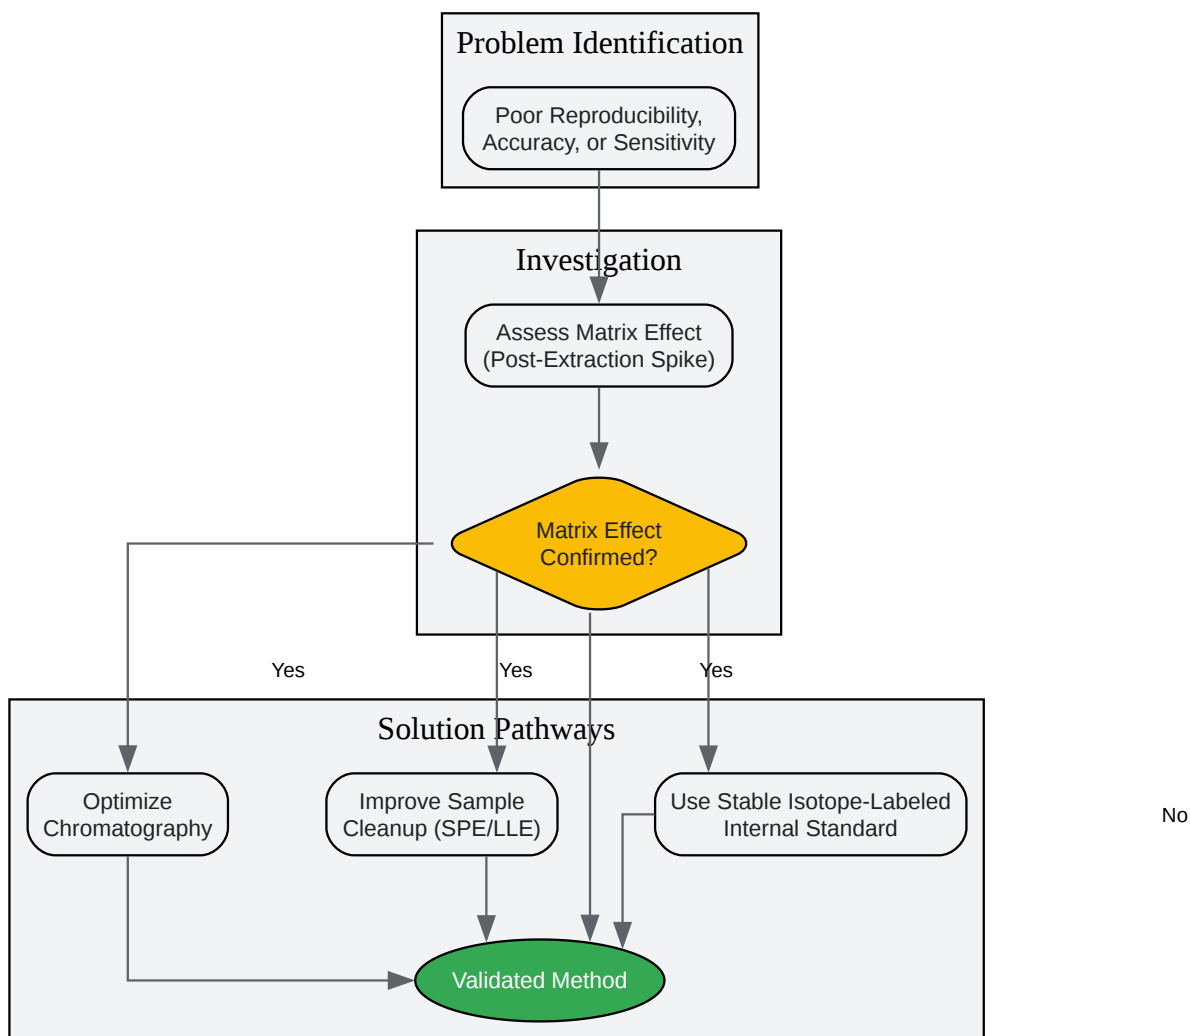 Problem Identification
Poor Reproducibility,
Accuracy, or Sensitivity
Investigation
Assess Matrix Effect
(Post-Extraction Spike)
Matrix Effect
Confirmed?
Yes
Yes
Yes
Solution Pathways
Optimize
Chromatography
Improve Sample
Cleanup (SPE/LLE)
Use Stable Isotope-Labeled
Internal Standard
No
Validated Method